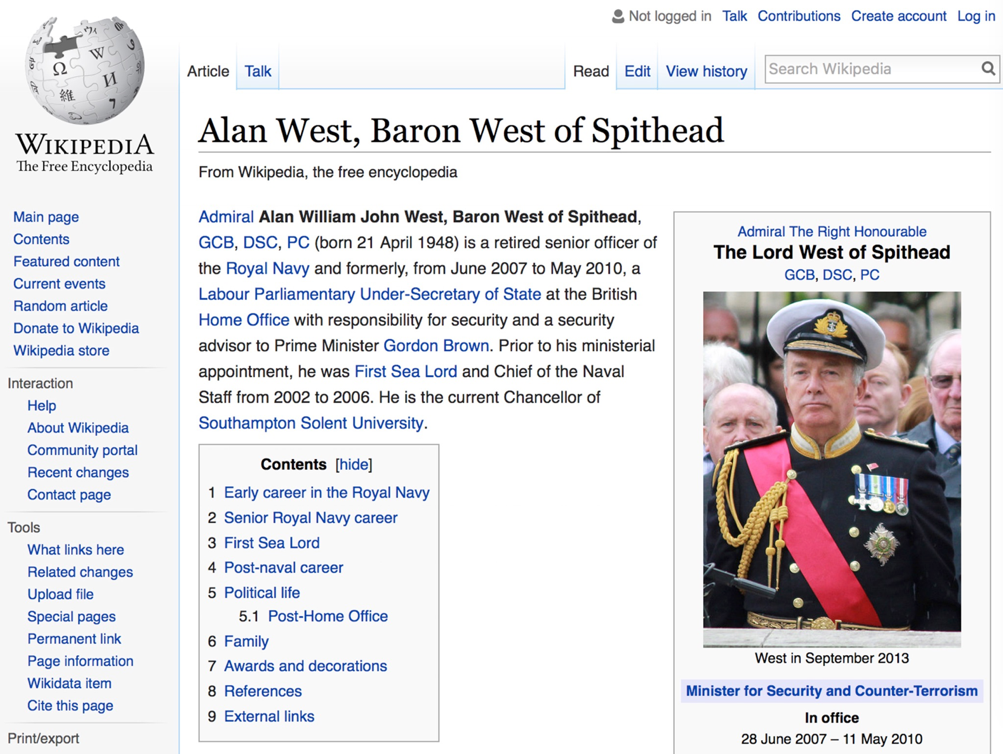 Not logged in Talk Contributions Create account Log in
Article Talk Read Edit View history Search Wikipedia
WIKIPEDIA
The Free Encyclopedia
Main page
Contents
Featured content
Current events
Random article
Donate to Wikipedia
Wikipedia store
Interaction
Help
About Wikipedia
Community portal
Recent changes
Contact page
Tools
What links here
Related changes
Upload file
Special pages
Permanent link
Page information
Wikidata item
Cite this page
Print/export
Alan West, Baron West of Spithead
From Wikipedia, the free encyclopedia
Admiral Alan William John West, Baron West of Spithead,
GCB, DSC, PC (born 21 April 1948) is a retired senior officer of
the Royal Navy and formerly, from June 2007 to May 2010, a
Labour Parliamentary Under-Secretary of State at the British
Home Office with responsibility for security and a security
advisor to Prime Minister Gordon Brown. Prior to his ministerial
appointment, he was First Sea Lord and Chief of the Naval
Staff from 2002 to 2006. He is the current Chancellor of
Southampton Solent University.
Contents [hide]
1 Early career in the Royal Navy
2 Senior Royal Navy career
3 First Sea Lord
4 Post-naval career
5 Political life
5.1 Post-Home Office
6 Family
7 Awards and decorations
8 References
9 External links
Admiral The Right Honourable
The Lord West of Spithead
GCB, DSC, PC
West in September 2013
Minister for Security and Counter-Terrorism
In office
28 June 2007 – 11 May 2010